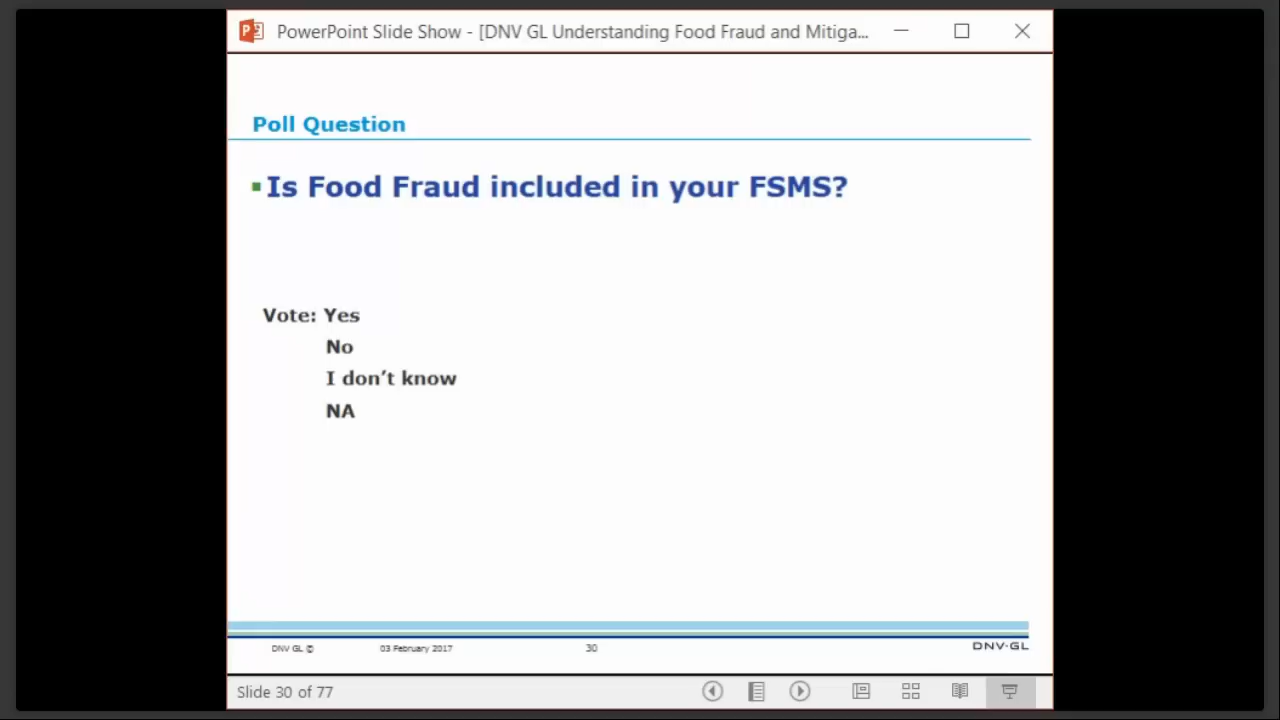 PowerPoint Slide Show - [DNV GL Understanding Food Fraud and Mitiga...
Poll Question
Is Food Fraud included in your FSMS?
Vote: Yes
No
I don’t know
NA
DNV GL © 03 February 2017 30 DNV·GL
Slide 30 of 77